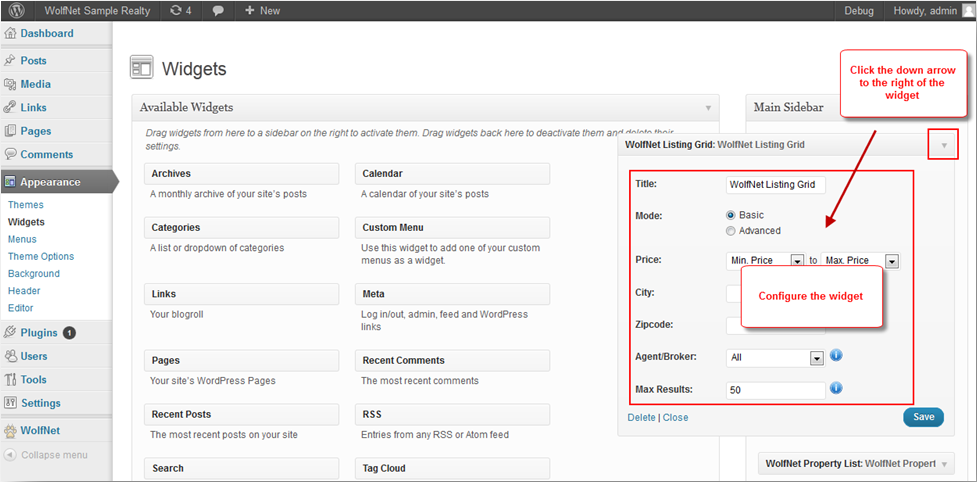 WolfNet Sample Realty
4
New
Debug
Howdy, admin
Dashboard
Posts
Media
Links
Pages
Comments
Appearance
Themes
Widgets
Menus
Theme Options
Background
Header
Editor
Plugins 1
Users
Tools
Settings
WolfNet
Collapse menu
Widgets
Available Widgets
Drag widgets from here to a sidebar on the right to activate them. Drag widgets back here to deactivate them and delete their
settings.
Archives
A monthly archive of your site's posts
Calendar
A calendar of your site's posts
Categories
A list or dropdown of categories
Custom Menu
Use this widget to add one of your custom
menus as a widget.
Links
Your blogroll
Meta
Log in/out, admin, feed and WordPress
links
Pages
Your site's WordPress Pages
Recent Comments
The most recent comments
Recent Posts
The most recent posts on your site
RSS
Entries from any RSS or Atom feed
Search
Tag Cloud
Main Sidebar
Click the down arrow
to the right of the
widget
WolfNet Listing Grid: WolfNet Listing Grid
Title: WolfNet Listing Grid
Mode: Basic
Advanced
Price: Min. Price to Max. Price
City:
Configure the widget
Zipcode:
Agent/Broker: All
Max Results: 50
Delete | Close
Save
WolfNet Property List: WolfNet Propert